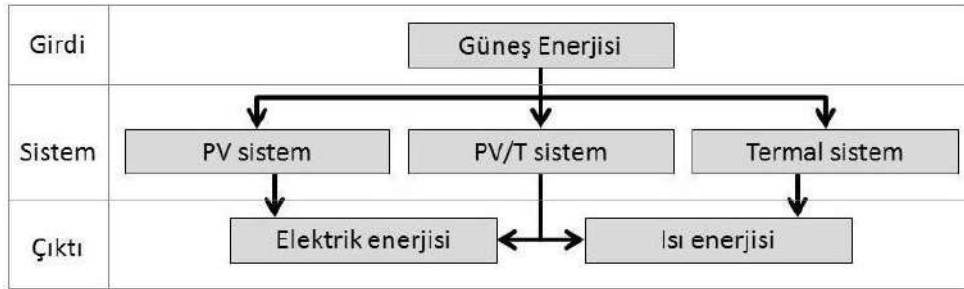 Girdi
Güneş Enerjisi
Sistem
PV sistem
PV/T sistem
Termal sistem
Çıktı
Elektrik enerjisi
Isı enerjisi